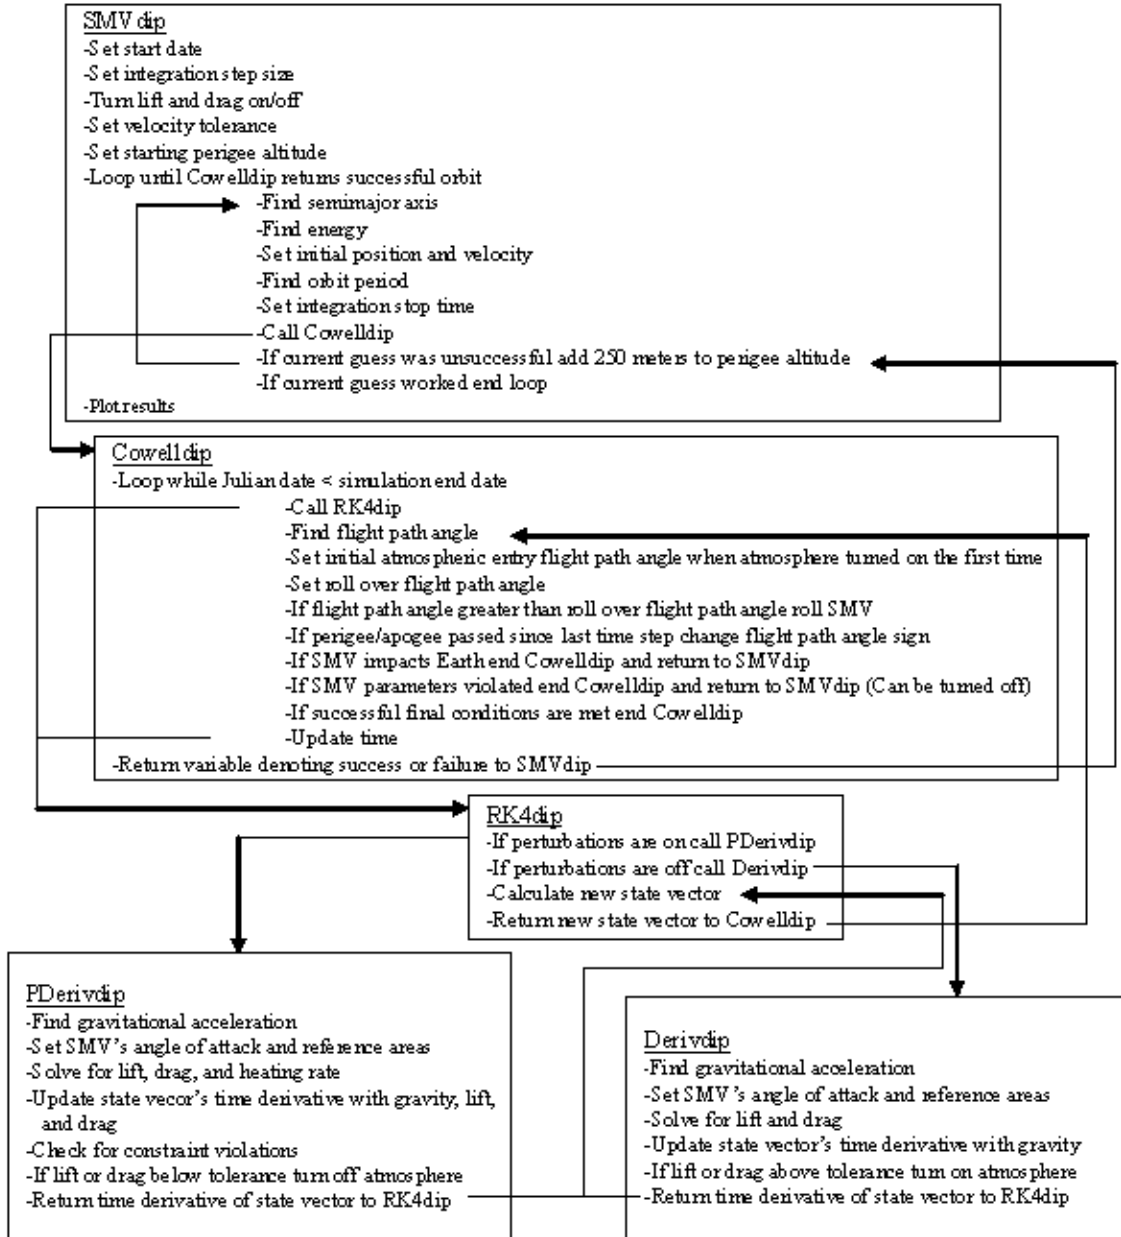 SMVdip
-Set start date
-Set integration step size
-Turn lift and drag on/off
-Set velocity tolerance
-Set starting perigee altitude
-Loop until Cowelldip returns successful orbit
-Find semimajor axis
-Find energy
-Set initial position and velocity
-Find orbit period
-Set integration stop time
-Call Cowelldip
-If current guess was unsuccessful add 250 meters to perigee altitude
-If current guess worked end loop
-Plot results
Cowelldip
-Loop while Julian date < simulation end date
-Call RK4dip
-Find flight path angle
-Set initial atmospheric entry flight path angle when atmosphere turned on the first time
-Set roll over flight path angle
-If flight path angle greater than roll over flight path angle roll SMV
-If perigee/apogee passed since last time step change flight path angle sign
-If SMV impacts Earth end Cowelldip and return to SMVdip
-If SMV parameters violated end Cowelldip and return to SMVdip (Can be turned off)
-If successful final conditions are met end Cowelldip
-Update time
-Return variable denoting success or failure to SMVdip
RK4dip
-If perturbations are on call PDerivdip
-If perturbations are off call Derivdip
-Calculate new state vector
-Return new state vector to Cowelldip
PDerivdip
-Find gravitational acceleration
-Set SMV's angle of attack and reference areas
-Solve for lift, drag, and heating rate
-Update state vecor's time derivative with gravity, lift,
and drag
-Check for constraint violations
-If lift or drag below tolerance turn off atmosphere
-Return time derivative of state vector to RK4dip
Derivdip
-Find gravitational acceleration
-Set SMV's angle of attack and reference areas
-Solve for lift and drag
-Update state vector's time derivative with gravity
-If lift or drag above tolerance turn on atmosphere
-Return time derivative of state vector to RK4dip